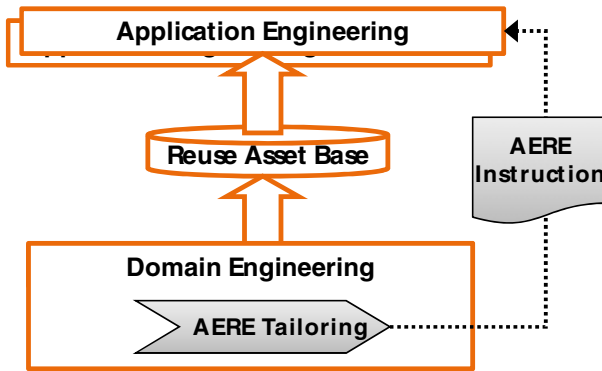 Application Engineering
Reuse Asset Base
AERE
Instruction
Domain Engineering
AERE Tailoring